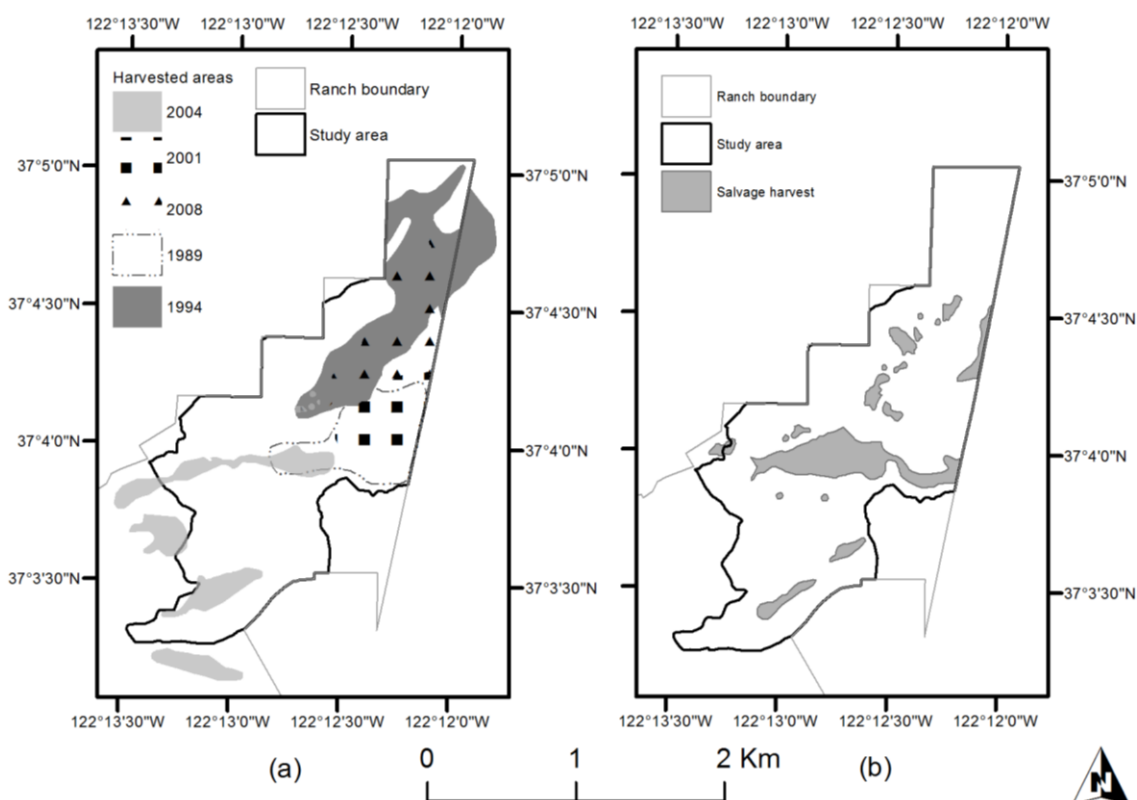 122°13'30"W 122°13'0"W 122°12'30"W 122°12'0"W
Harvested areas
2004
2001
2008
1989
1994
Ranch boundary
Study area
37°5'0"N
37°4'30"N
37°4'0"N
37°3'30"N
37°5'0"N
37°4'30"N
37°4'0"N
37°3'30"N
122°13'30"W 122°13'0"W 122°12'30"W 122°12'0"W
(a)
122°13'30"W 122°13'0"W 122°12'30"W 122°12'0"W
Ranch boundary
Study area
Salvage harvest
37°5'0"N
37°4'30"N
37°4'0"N
37°3'30"N
122°13'30"W 122°13'0"W 122°12'30"W 122°12'0"W
(b)
0 1 2 Km
N